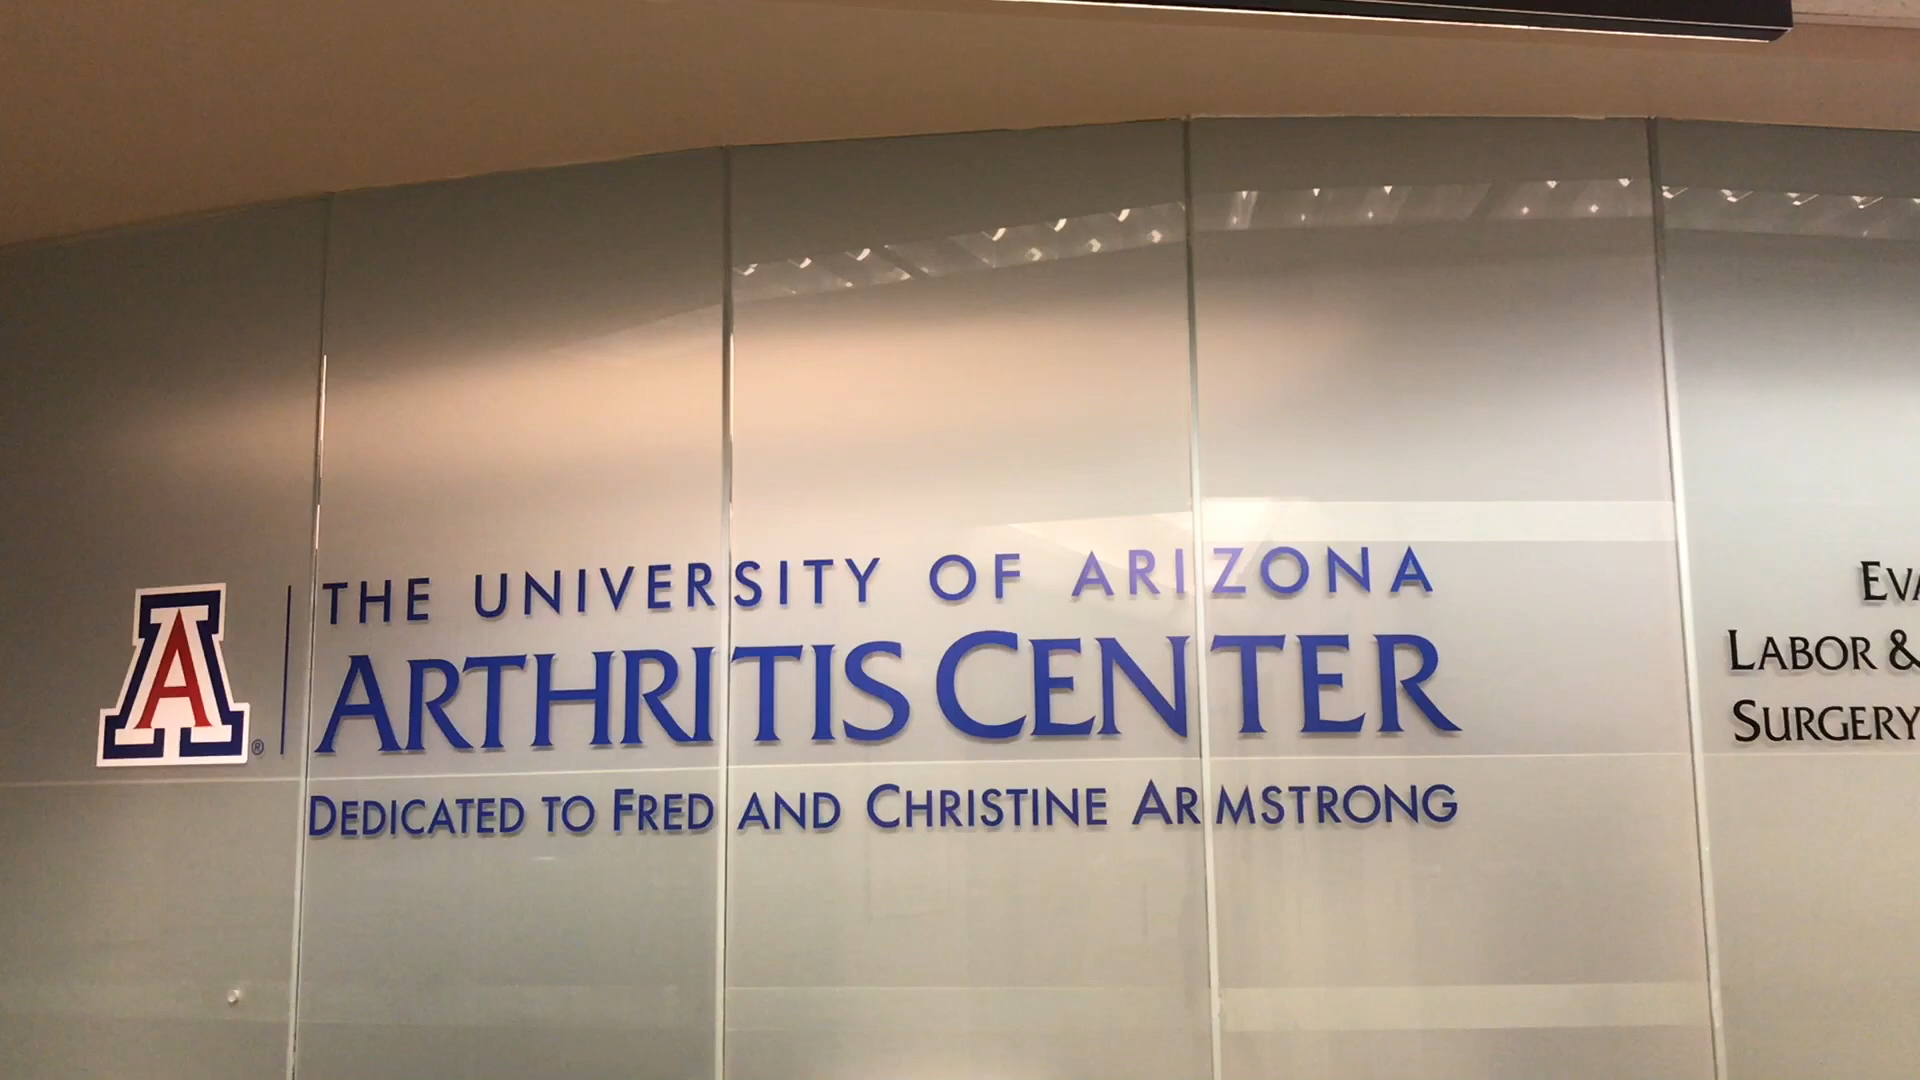 A ®
THE UNIVERSITY OF ARIZONA
ARTHRITIS CENTER
DEDICATED TO FRED AND CHRISTINE ARMSTRONG
LABOR &
SURGERY